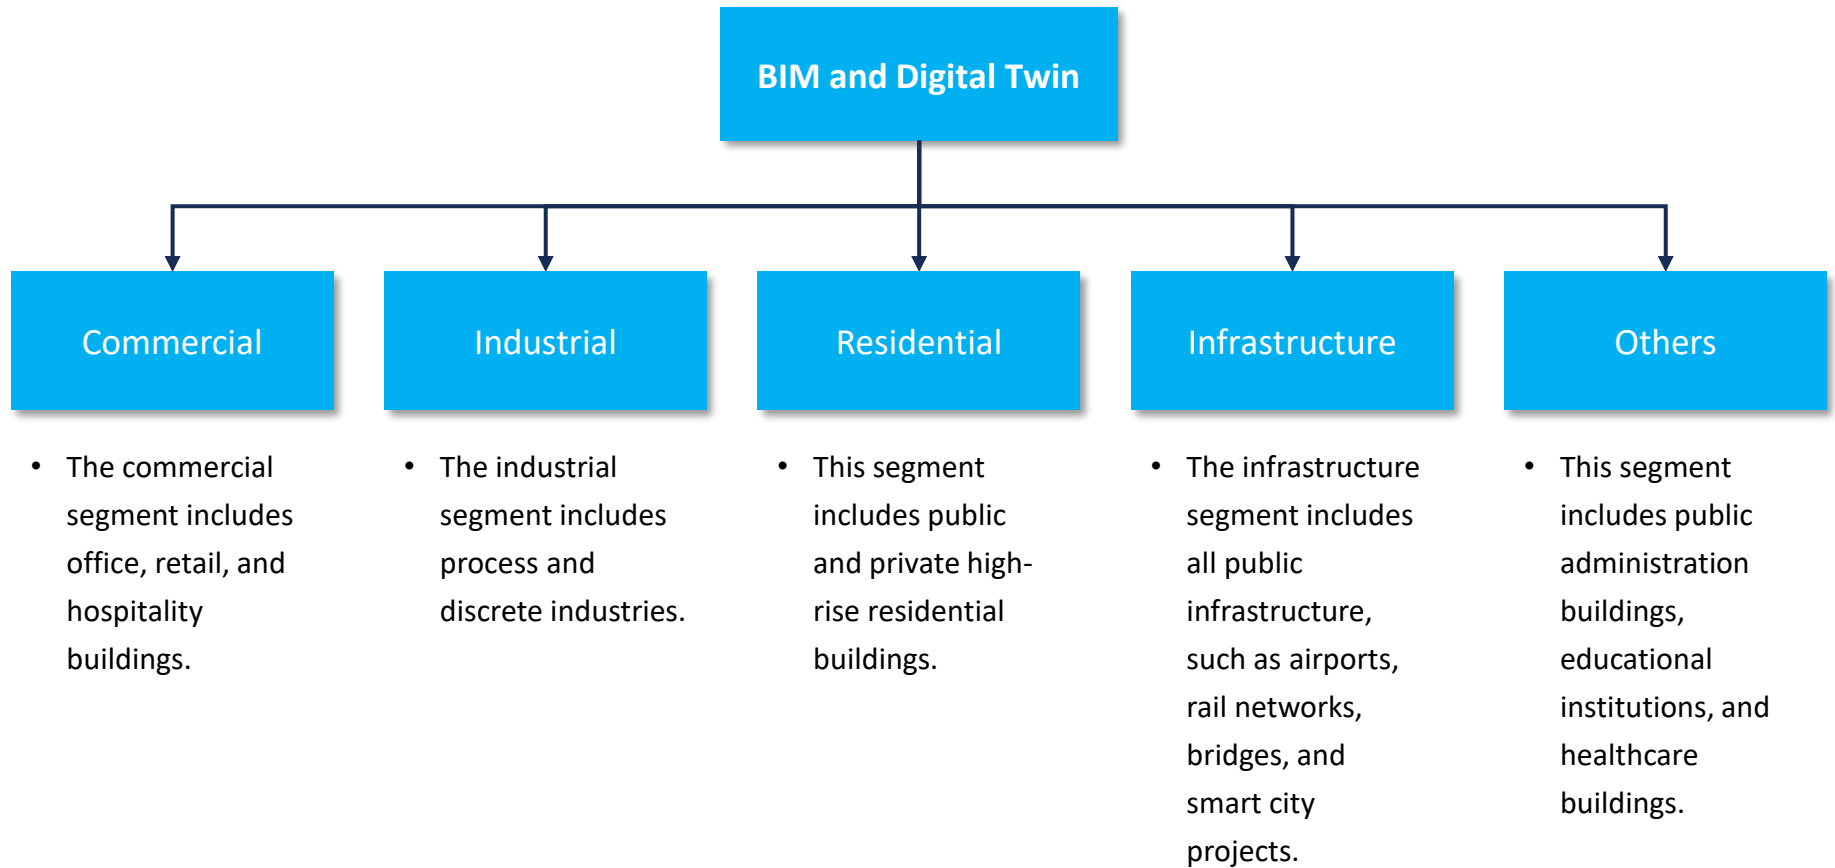 BIM and Digital Twin
Commercial
Industrial
Residential
Infrastructure
Others
• The commercial
segment includes
office, retail, and
hospitality
buildings.
• The industrial
segment includes
process and
discrete industries.
• This segment
includes public
and private high-
rise residential
buildings.
• The infrastructure
segment includes
all public
infrastructure,
such as airports,
rail networks,
bridges, and
smart city
projects.
• This segment
includes public
administration
buildings,
educational
institutions, and
healthcare
buildings.